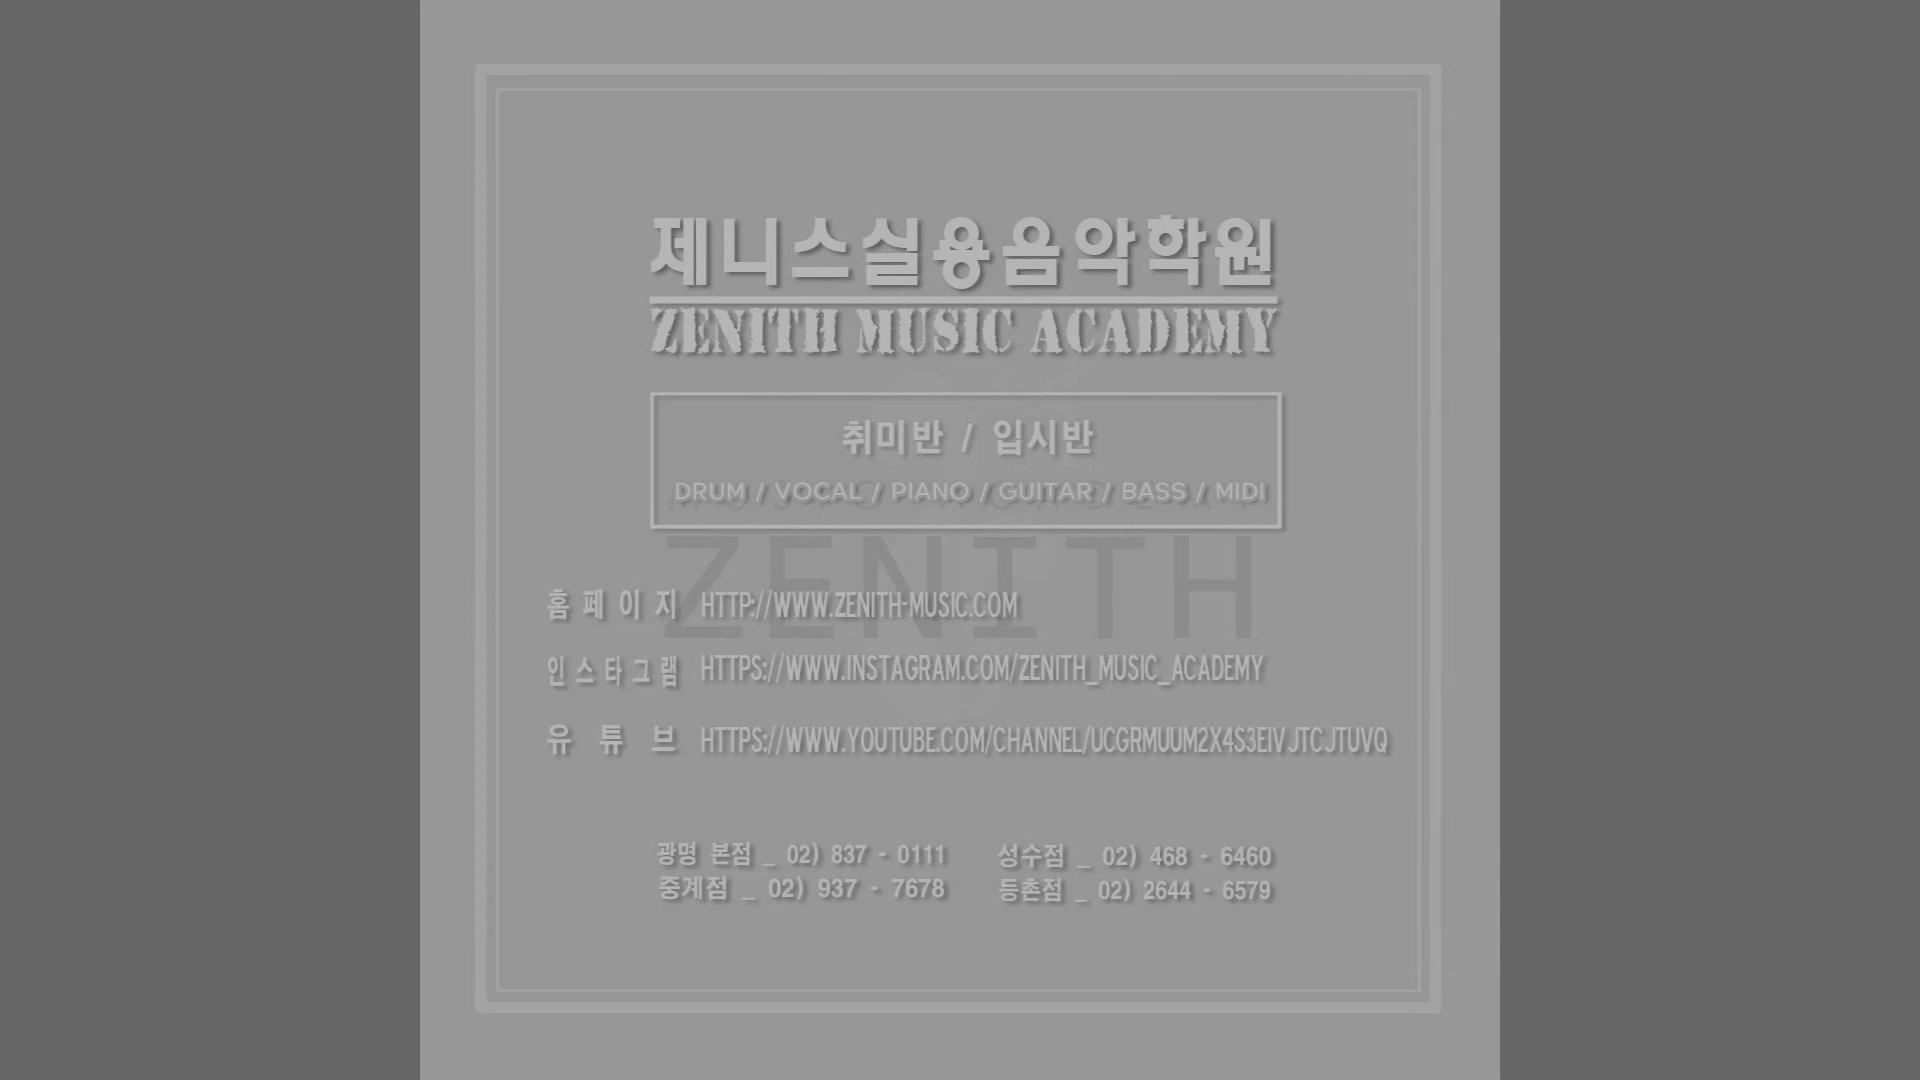 제니스실용음악학원
ZENITH MUSIC ACADEMY
취미반 / 입시반
DRUM / VOCAL / PIANO / GUITAR / BASS / MIDI
ZENITH
홈페이지 HTTP://WWW.ZENITH-MUSIC.COM
인스타그램 HTTPS://WWW.INSTAGRAM.COM/ZENITH_MUSIC_ACADEMY
유튜브 HTTPS://WWW.YOUTUBE.COM/CHANNEL/UCGRMUUM2X4S3EIVJTCJTUVQ
광명 본점 _ 02) 837 - 0111
성수점 _ 02) 468 - 6460
중계점 _ 02) 937 - 7678
등촌점 _ 02) 2644 - 6579